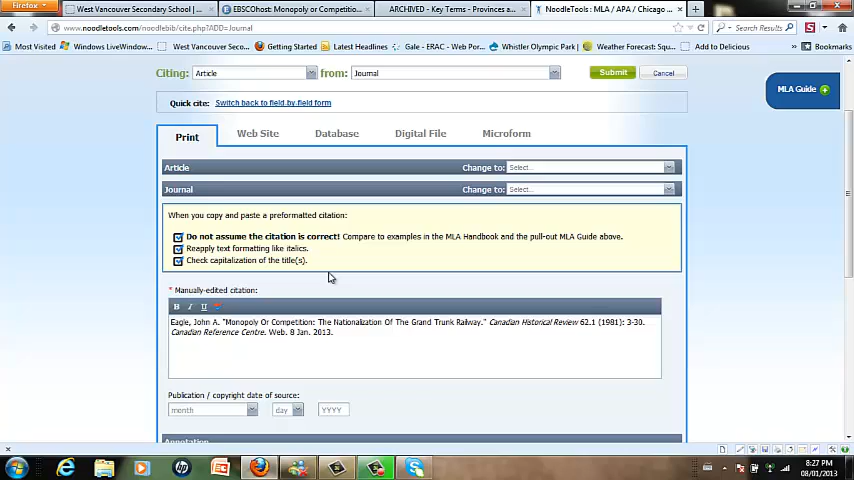 Firefox
West Vancouver Secondary School | ...
EBSCOhost: Monopoly or Competitio...
ARCHIVED - Key Terms - Provinces a...
NoodleTools: MLA / APA / Chicago ...
www.noodletools.com/noodlebib/cite.php?ADD=Journal
Google
Most Visited
Windows LiveWindow...
West Vancouver Seco...
Getting Started
Latest Headlines
Gale - ERAC - Web Por...
Whistler Olympic Park |
Weather Forecast: Squ...
Add to Delicious
Bookmarks
Citing: Article from: Journal Submit Cancel
MLA Guide
Quick cite: Switch back to field-by-field form
Print Web Site Database Digital File Microform
Article Change to: Select...
Journal Change to: Select...
When you copy and paste a preformatted citation:
Do not assume the citation is correct! Compare to examples in the MLA Handbook and the pull-out MLA Guide above.
Reapply text formatting like italics.
Check capitalization of the title(s).
* Manually-edited citation:
B I U
Eagle, John A. "Monopoly Or Competition: The Nationalization Of The Grand Trunk Railway." Canadian Historical Review 62.1 (1981): 3-30.
Canadian Reference Centre. Web. 8 Jan. 2013.
Publication / copyright date of source:
month day YYYY
Annotation
8:27 PM
08/01/2013